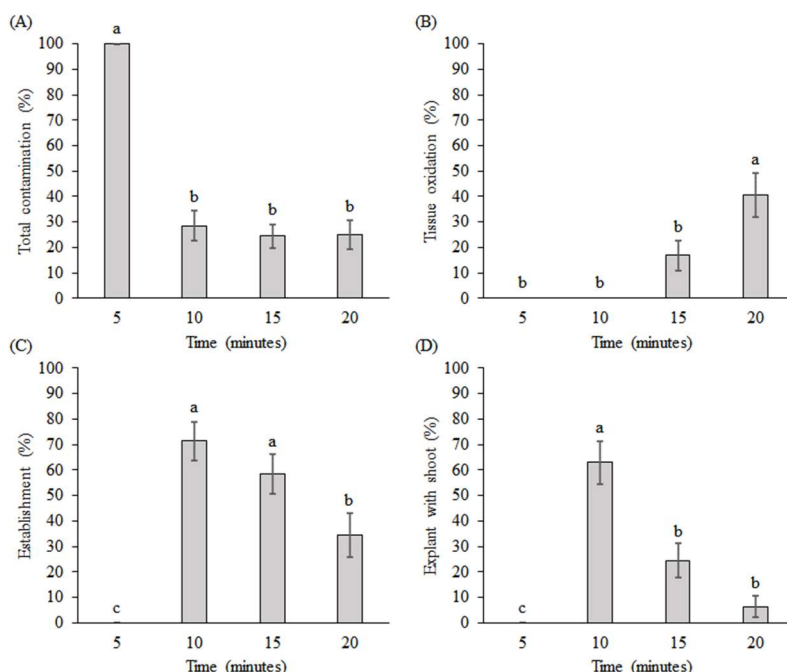 (A)
a
100
90
80
70
60
50
40
30
20
10
0
b
b
b
Total contamination (%)
5 10 15 20
Time (minutes)
(B)
100
90
80
70
60
50
40
30
20
10
0
b
b
b
a
Tissue oxidation (%)
5 10 15 20
Time (minutes)
(C)
100
90
80
70
60
50
40
30
20
10
0
c
a
a
b
Establishment (%)
5 10 15 20
Time (minutes)
(D)
100
90
80
70
60
50
40
30
20
10
0
c
a
b
b
Explant with shoot (%)
5 10 15 20
Time (minutes)